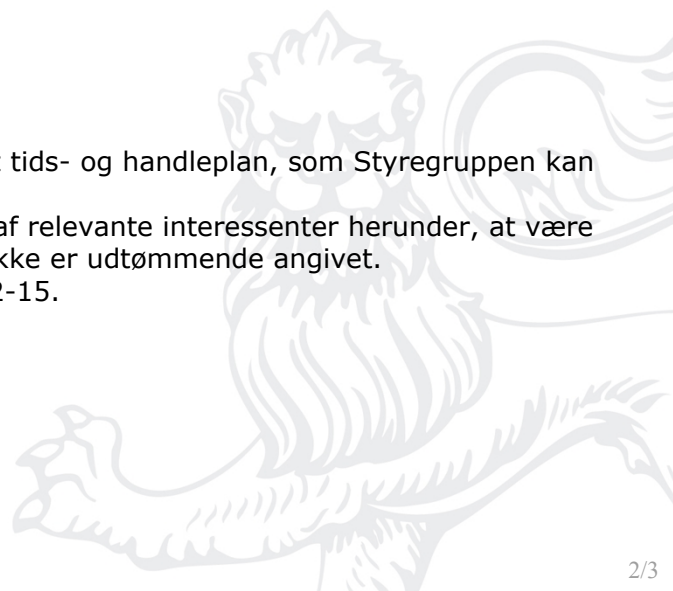 tids- og handleplan, som Styregruppen kan
af relevante interessenter herunder, at være
kke er udtømmende angivet.
2-15.
2/3